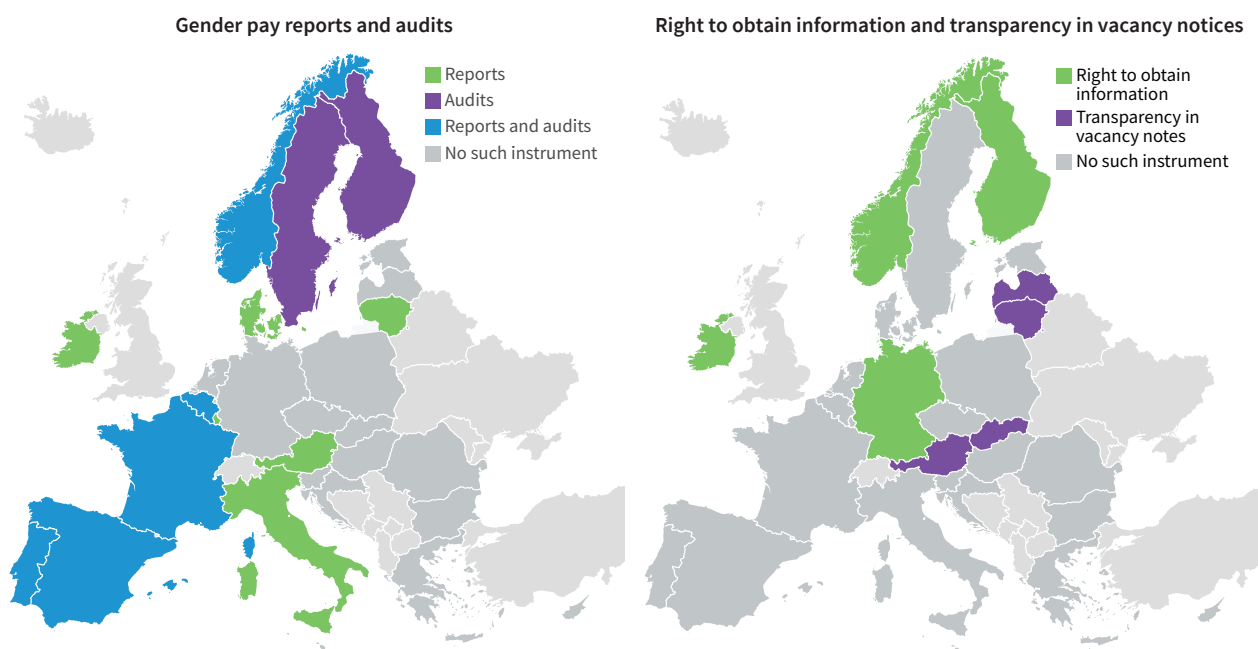 Gender pay reports and audits
Reports
Audits
Reports and audits
No such instrument
Right to obtain information and transparency in vacancy notices
Right to obtain
information
Transparency in
vacancy notes
No such instrument